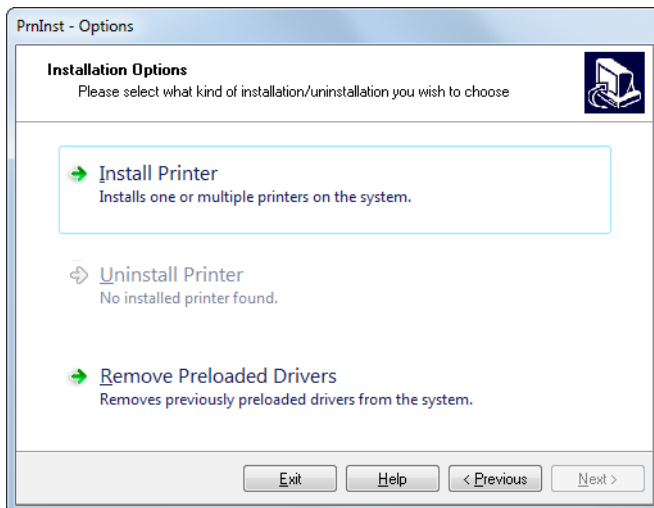 PrnInst - Options
Installation Options
Please select what kind of installation/uninstallation you wish to choose
Install Printer
Installs one or multiple printers on the system.
Uninstall Printer
No installed printer found.
Remove Preloaded Drivers
Removes previously preloaded drivers from the system.
Exit Help < Previous Next >